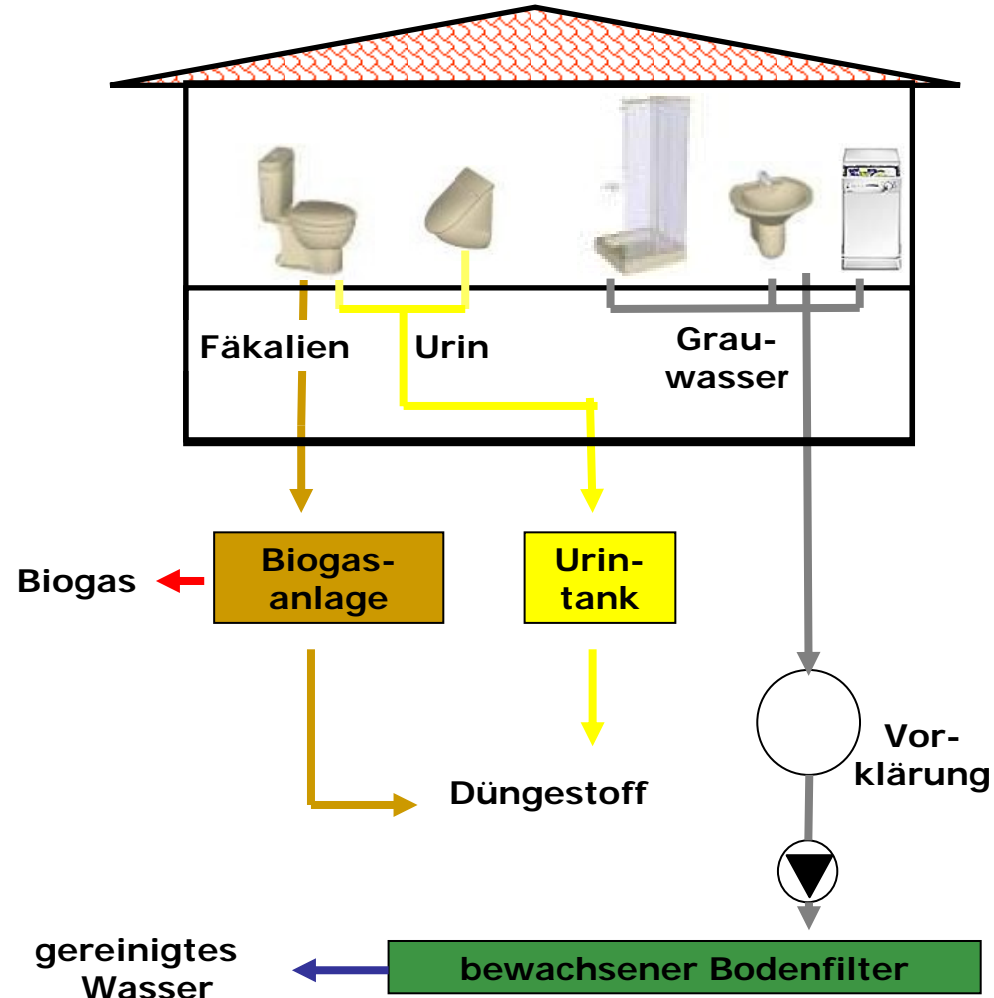 Fäkalien
Urin
Grau-
wasser
Biogas
Biogas-
anlage
Urin-
tank
Vor-
klärung
Düngestoff
gereinigtes
Wasser
bewachsener Bodenfilter